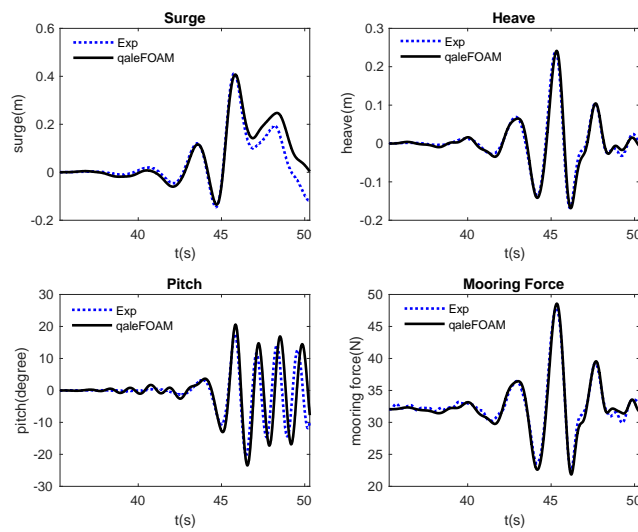 Surge
Exp
qaleFOAM
0.6
0.4
0.2
0
-0.2
surge(m)
40
45
50
t(s)
Heave
Exp
qaleFOAM
0.3
0.2
0.1
0
-0.1
-0.2
heave(m)
40
45
50
t(s)
Pitch
Exp
qaleFOAM
30
20
10
0
-10
-20
-30
pitch(degree)
40
45
50
t(s)
Mooring Force
Exp
qaleFOAM
50
45
40
35
30
25
20
mooring force(N)
40
45
50
t(s)